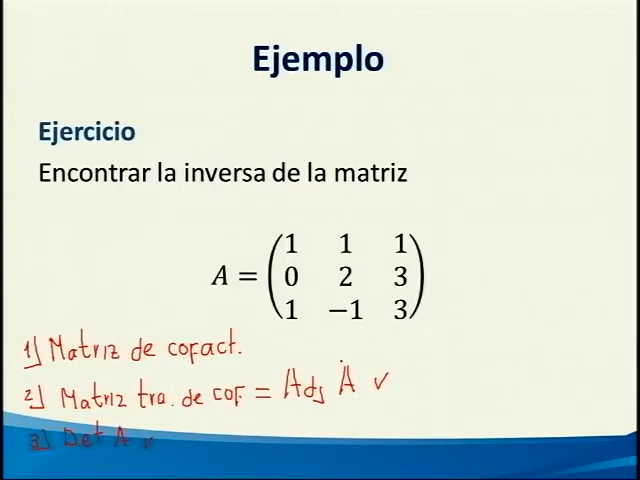 Ejemplo
Ejercicio
Encontrar la inversa de la matriz
1 1 1
A = 0 2 3
1 −1 3
1) Matriz de cofact.
2) Matriz tra. de cof. = Adj A ✓
3) Det A ✓